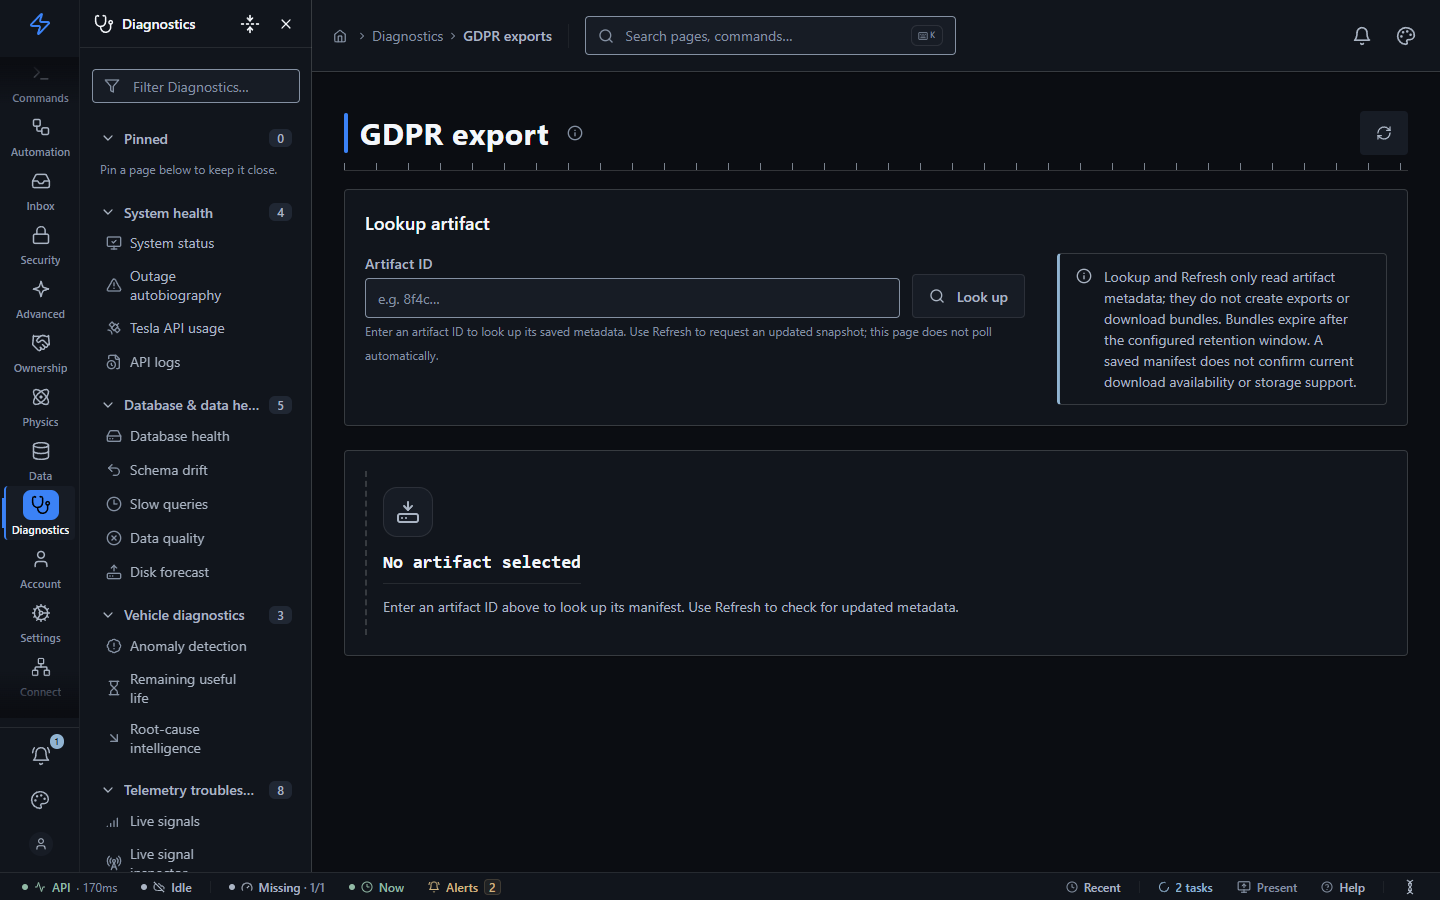 Commands
Automation
Inbox
Security
Advanced
Ownership
Physics
Data
Diagnostics
Account
Settings
Connect
1
Diagnostics
Filter Diagnostics...
Pinned 0
Pin a page below to keep it close.
System health 4
System status
Outage
autobiography
Tesla API usage
API logs
Database & data he... 5
Database health
Schema drift
Slow queries
Data quality
Disk forecast
Vehicle diagnostics 3
Anomaly detection
Remaining useful
life
Root-cause
intelligence
Telemetry troubles... 8
Live signals
Live signal
inspector
Diagnostics GDPR exports
Search pages, commands... K
GDPR export
Lookup artifact
Artifact ID
e.g. 8f4c...
Look up
Enter an artifact ID to look up its saved metadata. Use Refresh to request an updated snapshot; this page does not poll
automatically.
Lookup and Refresh only read artifact
metadata; they do not create exports or
download bundles. Bundles expire after
the configured retention window. A
saved manifest does not confirm current
download availability or storage support.
No artifact selected
Enter an artifact ID above to look up its manifest. Use Refresh to check for updated metadata.
API · 170ms Idle Missing · 1/1 Now Alerts 2 Recent 2 tasks Present Help